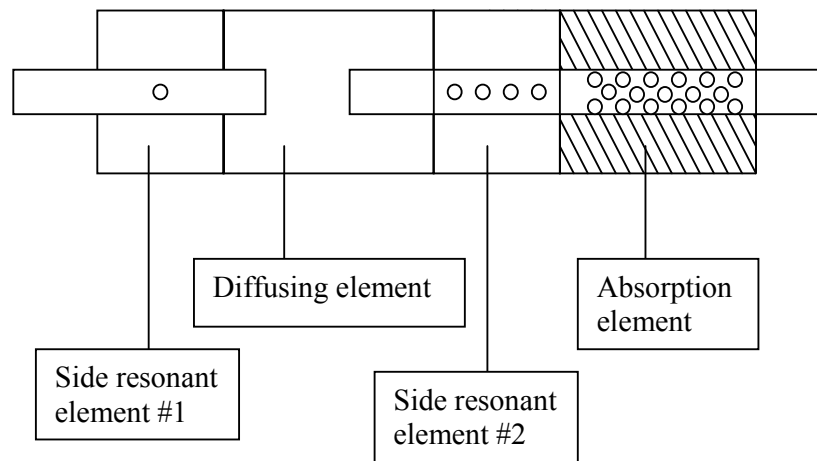 Diffusing element
Absorption
element
Side resonant
element #1
Side resonant
element #2